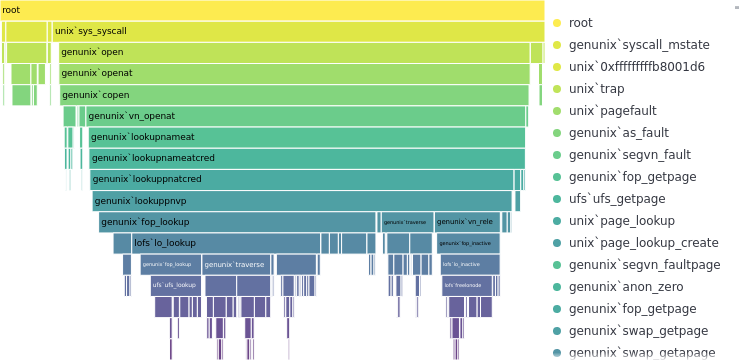 root
unix`sys_syscall
genunix`open
genunix`openat
genunix`copen
genunix`vn_openat
genunix`lookupnameat
genunix`lookupnameatcred
genunix`lookuppnatcred
genunix`lookuppnvp
genunix`fop_lookup
genunix`traverse
genunix`vn_rele
lofs`lo_lookup
genunix`fop_inactive
genunix`fop_lookup
genunix`traverse
lofs`lo_inactive
ufs`ufs_lookup
lofs`freelonode
root
genunix`syscall_mstate
unix`0xfffffffffb8001d6
unix`trap
unix`pagefault
genunix`as_fault
genunix`segvn_fault
genunix`fop_getpage
ufs`ufs_getpage
unix`page_lookup
unix`page_lookup_create
genunix`segvn_faultpage
genunix`anon_zero
genunix`fop_getpage
genunix`swap_getpage
genunix`swap_getapage